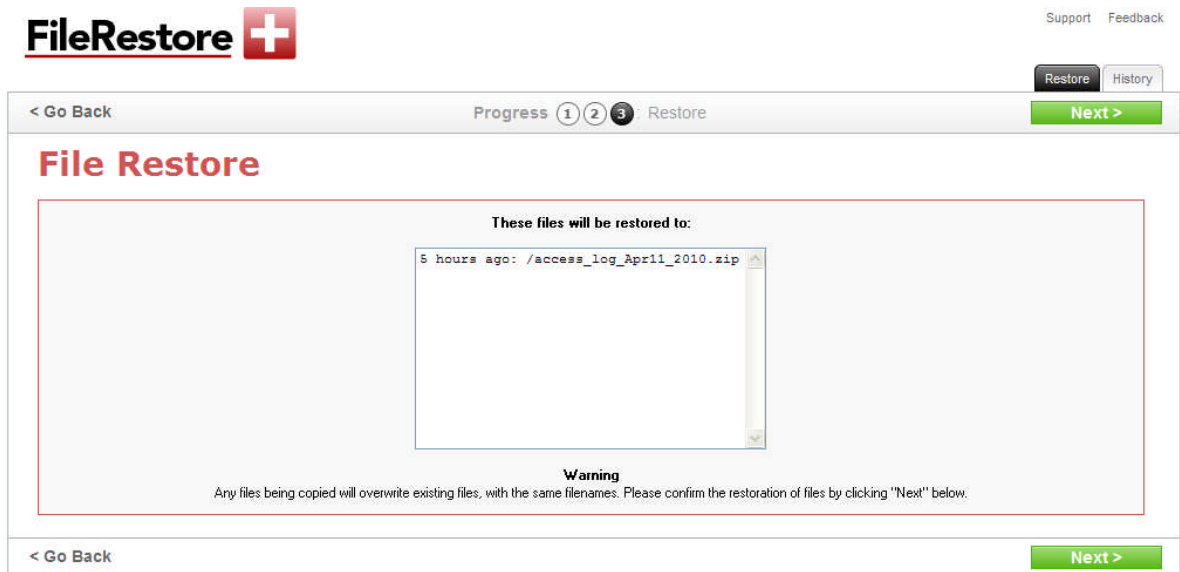 FileRestore
Support Feedback
Restore History
< Go Back
Progress 1 2 3 : Restore
Next >
File Restore
These files will be restored to:
5 hours ago: /access_log_Apr11_2010.zip
Warning
Any files being copied will overwrite existing files, with the same filenames. Please confirm the restoration of files by clicking "Next" below.
< Go Back
Next >